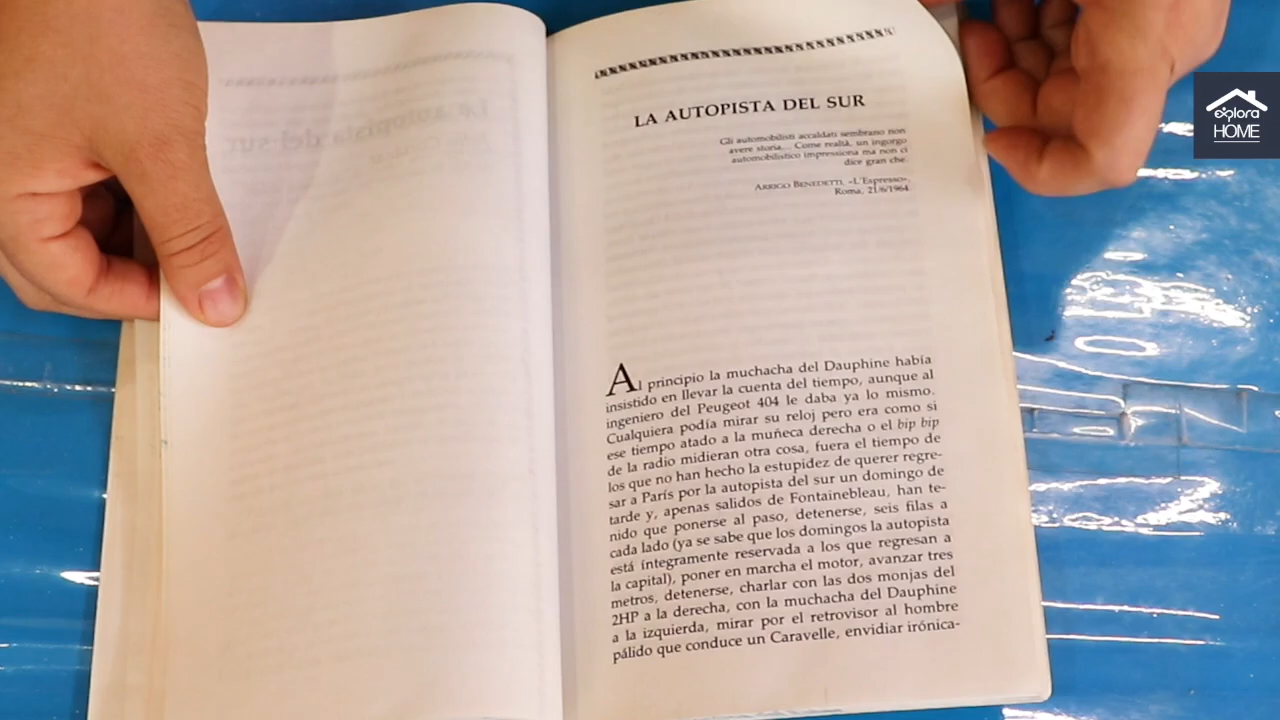 LA AUTOPISTA DEL SUR
Gli automobilisti accaldati sembrano non
avere storia... Come realtà, un ingorgo
automobilistico impressiona ma non ci
dice gran che.
ARRIGO BENEDETTI, «L'Espresso»,
Roma, 21/6/1964.
Al principio la muchacha del Dauphine había
insistido en llevar la cuenta del tiempo, aunque al
ingeniero del Peugeot 404 le daba ya lo mismo.
Cualquiera podía mirar su reloj pero era como si
ese tiempo atado a la muñeca derecha o el bip bip
de la radio midieran otra cosa, fuera el tiempo de
los que no han hecho la estupidez de querer regre-
sar a París por la autopista del sur un domingo de
tarde y, apenas salidos de Fontainebleau, han te-
nido que ponerse al paso, detenerse, seis filas a
cada lado (ya se sabe que los domingos la autopista
está íntegramente reservada a los que regresan a
la capital), poner en marcha el motor, avanzar tres
metros, detenerse, charlar con las dos monjas del
2HP a la derecha, con la muchacha del Dauphine
a la izquierda, mirar por el retrovisor al hombre
pálido que conduce un Caravelle, envidiar irónica-
explora
HOME